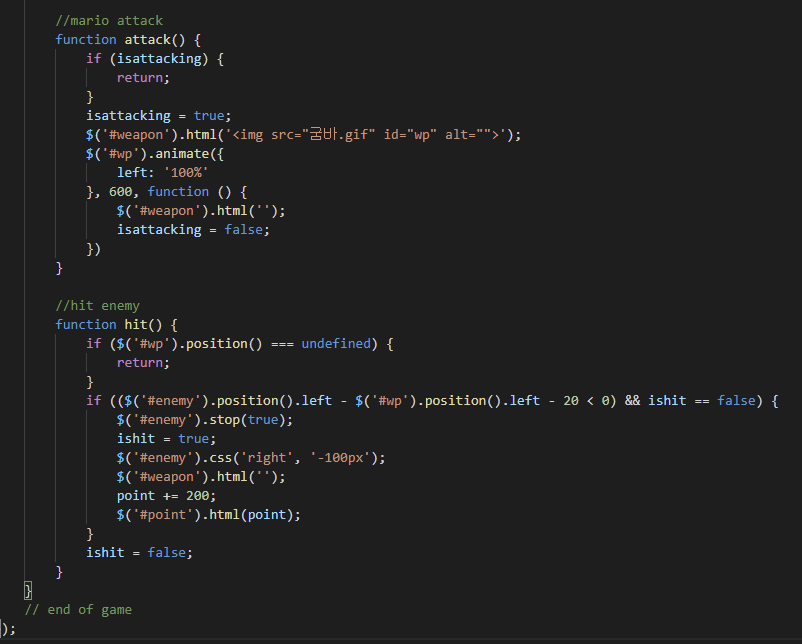 //mario attack
function attack() {
if (isattacking) {
return;
}
isattacking = true;
$('#weapon').html('<img src="굼바.gif" id="wp" alt="">');
$('#wp').animate({
left: '100%'
}, 600, function () {
$('#weapon').html('');
isattacking = false;
})
}
//hit enemy
function hit() {
if ($('#wp').position() === undefined) {
return;
}
if (($('#enemy').position().left - $('#wp').position().left - 20 < 0) && ishit == false) {
$('#enemy').stop(true);
ishit = true;
$('#enemy').css('right', '-100px');
$('#weapon').html('');
point += 200;
$('#point').html(point);
}
ishit = false;
}
}
// end of game
);